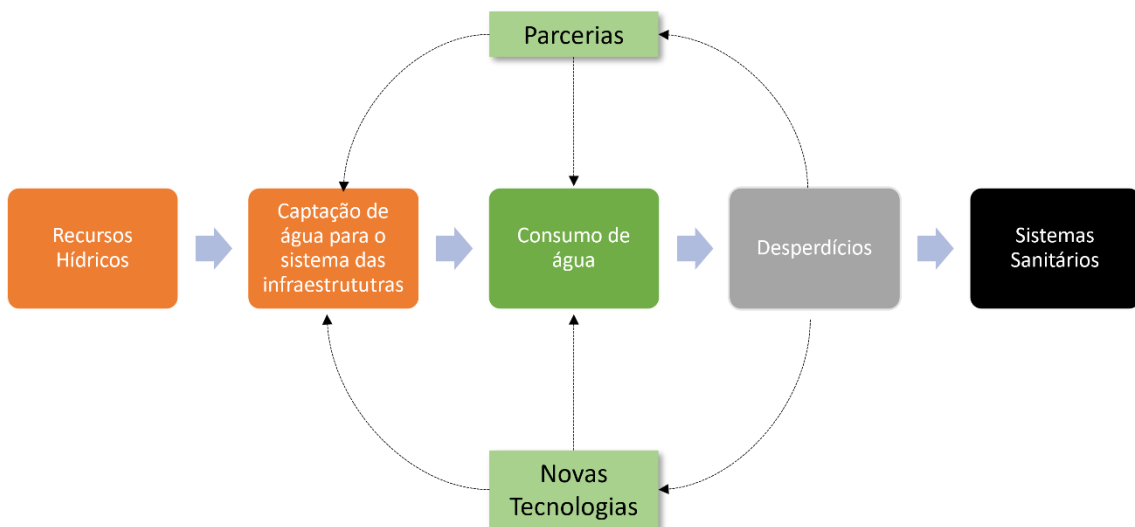 Parcerias
Recursos
Hídricos
Captação de
água para o
sistema das
infraestrututras
Consumo de
água
Desperdícios
Sistemas
Sanitários
Novas
Tecnologias